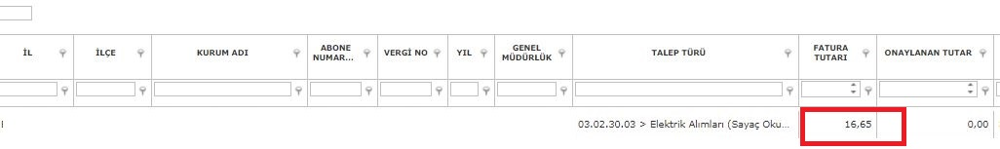 İL İLÇE KURUM ADI ABONE NUMAR... VERGİ NO YIL GENEL MÜDÜRLÜK TALEP TÜRÜ FATURA TUTARI ONAYLANAN TUTAR
03.02.30.03 > Elektrik Alımları (Sayaç Oku... 16,65 0,00